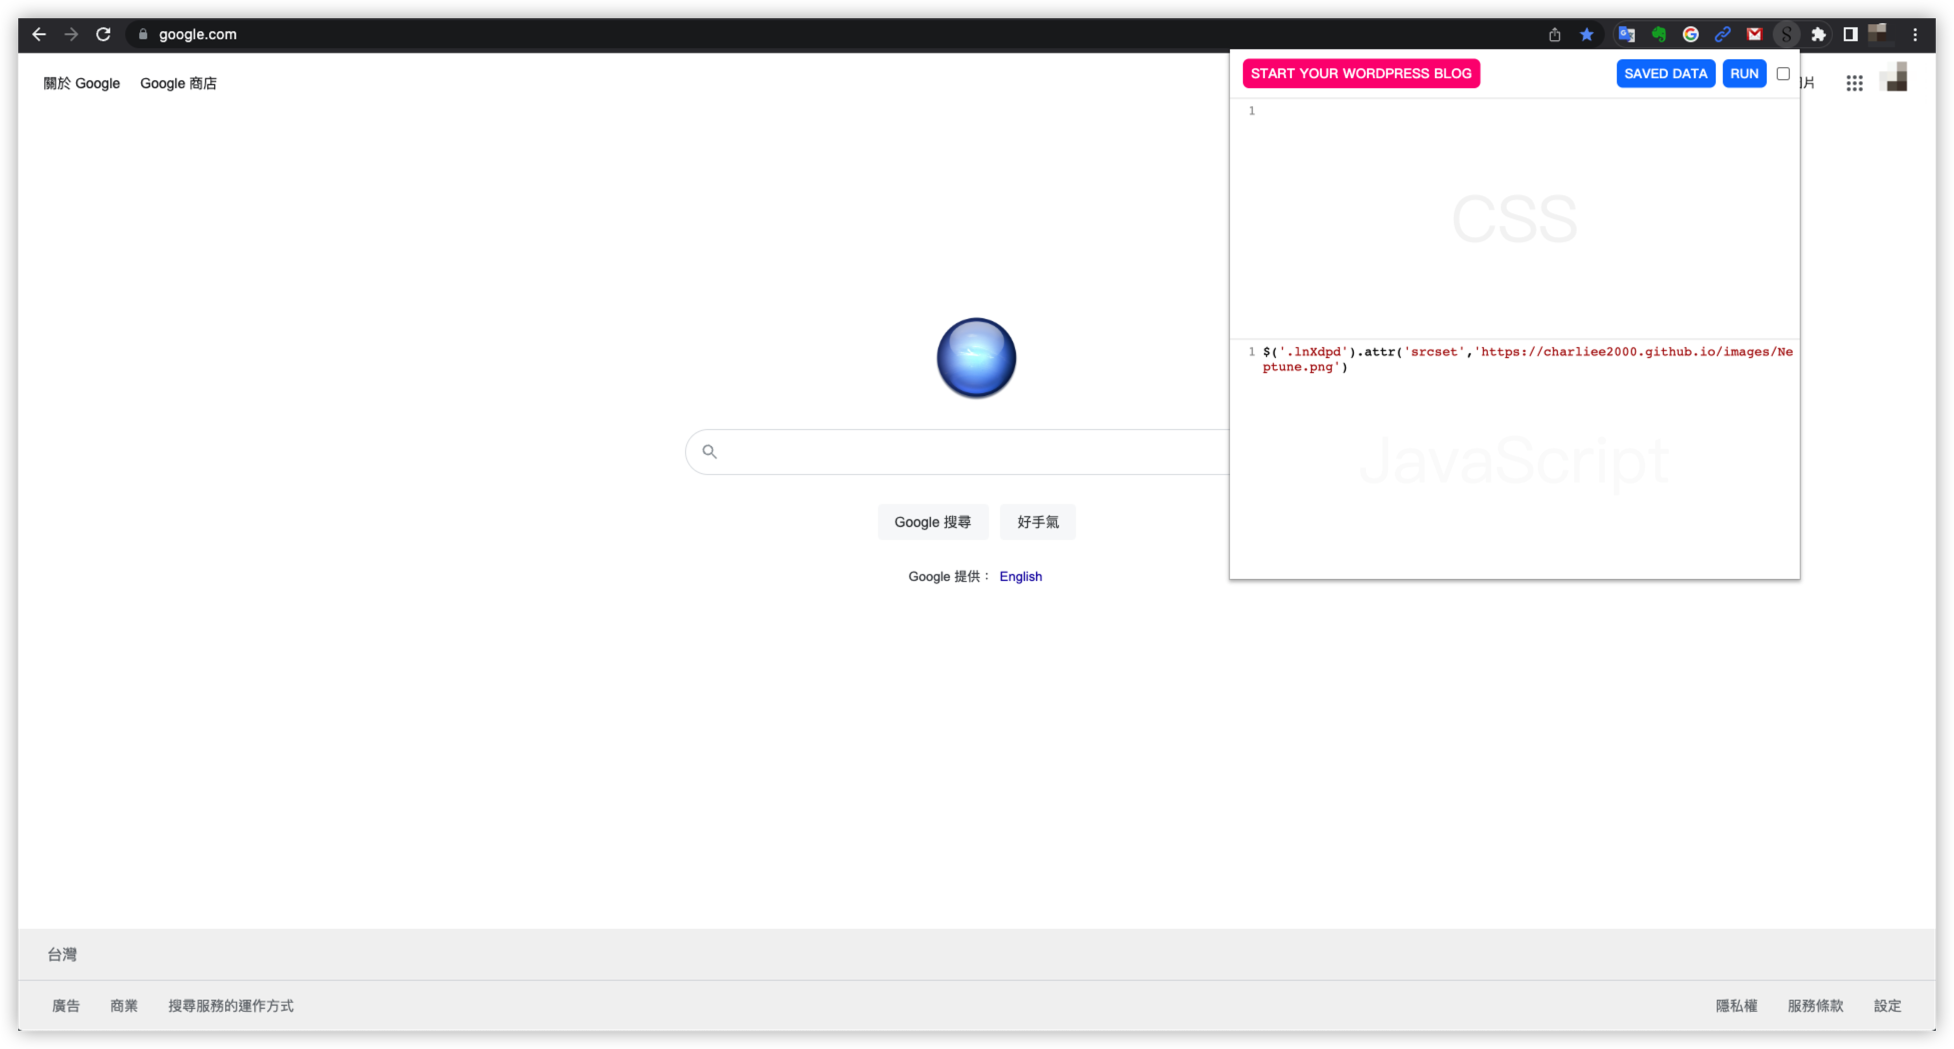 google.com
關於 Google Google 商店
START YOUR WORDPRESS BLOG SAVED DATA RUN
片
1
CSS
1 $('.lnXdpd').attr('srcset','https://charliee2000.github.io/images/Ne
ptune.png')
JavaScript
Google 搜尋 好手氣
Google 提供： English
台灣
廣告 商業 搜尋服務的運作方式 隱私權 服務條款 設定